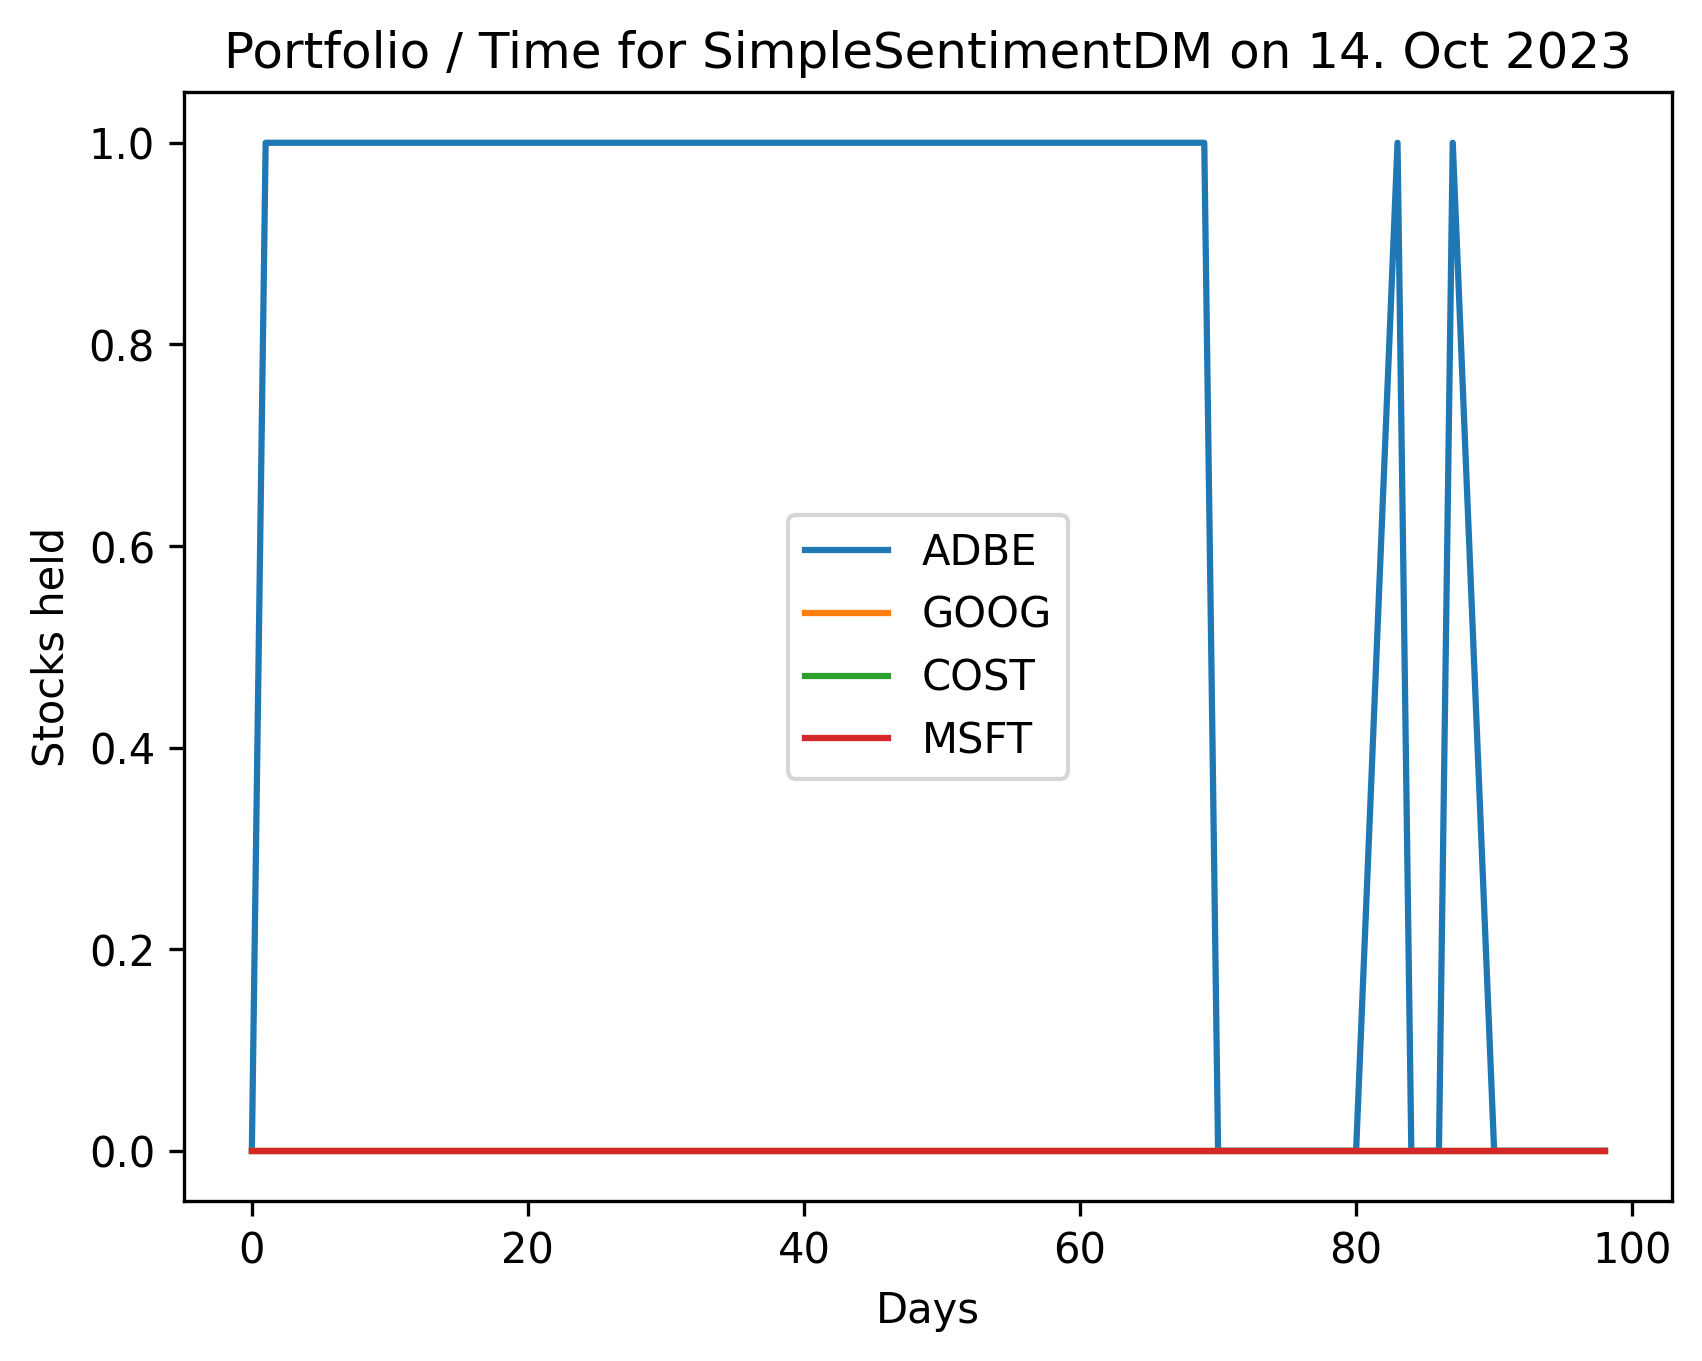 Portfolio / Time for SimpleSentimentDM on 14. Oct 2023
1.0
0.8
0.6
0.4
0.2
0.0
Stocks held
ADBE
GOOG
COST
MSFT
0 20 40 60 80 100
Days